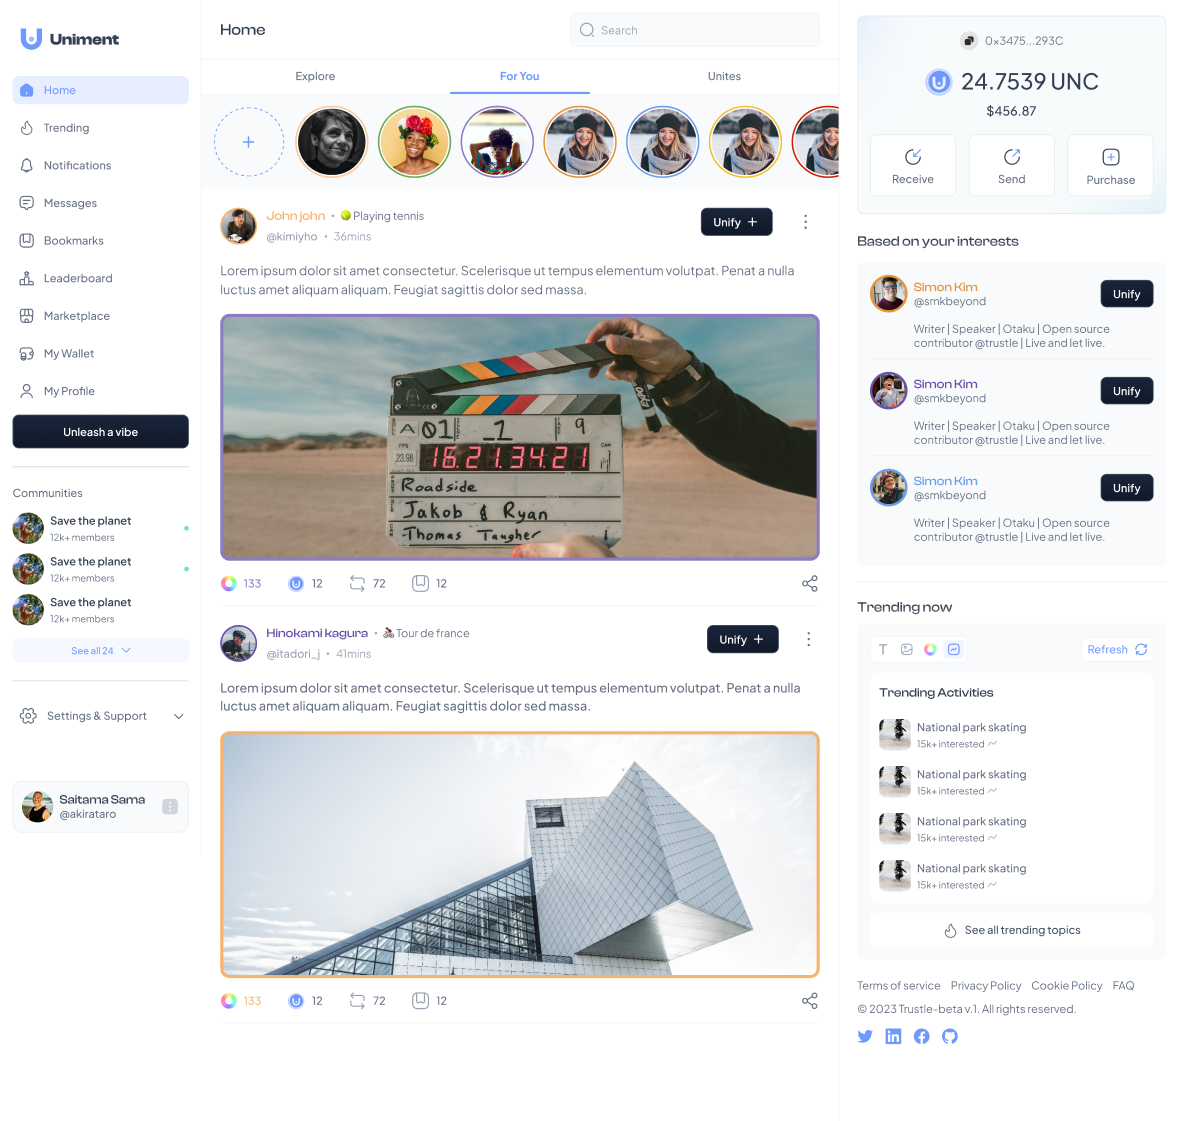 Uniment
Home
Trending
Notifications
Messages
Bookmarks
Leaderboard
Marketplace
My Wallet
My Profile
Unleash a vibe
Communities
Save the planet
12k+ members
Save the planet
12k+ members
Save the planet
12k+ members
See all 24
Settings & Support
Saitama Sama
@akirataro
Home
Search
Explore
For You
Unites
John john • Playing tennis
@kimiyho • 36mins
Unify
Lorem ipsum dolor sit amet consectetur. Scelerisque ut tempus elementum volutpat. Penat a nulla
luctus amet aliquam aliquam. Feugiat sagittis dolor sed massa.
A 01 _1 9
FPS
23.98
16.21.34.21
CAM
Roadside
Jakob & Ryan
Thomas Taugher
133
12
72
12
Hinokami kagura • Tour de france
@itadori_j • 41mins
Unify
Lorem ipsum dolor sit amet consectetur. Scelerisque ut tempus elementum volutpat. Penat a nulla
luctus amet aliquam aliquam. Feugiat sagittis dolor sed massa.
133
12
72
12
0x3475...293C
24.7539 UNC
$456.87
Receive
Send
Purchase
Based on your interests
Simon Kim
@smkbeyond
Unify
Writer | Speaker | Otaku | Open source
contributor @trustle | Live and let live.
Simon Kim
@smkbeyond
Unify
Writer | Speaker | Otaku | Open source
contributor @trustle | Live and let live.
Simon Kim
@smkbeyond
Unify
Writer | Speaker | Otaku | Open source
contributor @trustle | Live and let live.
Trending now
T
Refresh
Trending Activities
National park skating
15k+ interested
National park skating
15k+ interested
National park skating
15k+ interested
National park skating
15k+ interested
See all trending topics
Terms of service Privacy Policy Cookie Policy FAQ
© 2023 Trustle-beta v.1. All rights reserved.